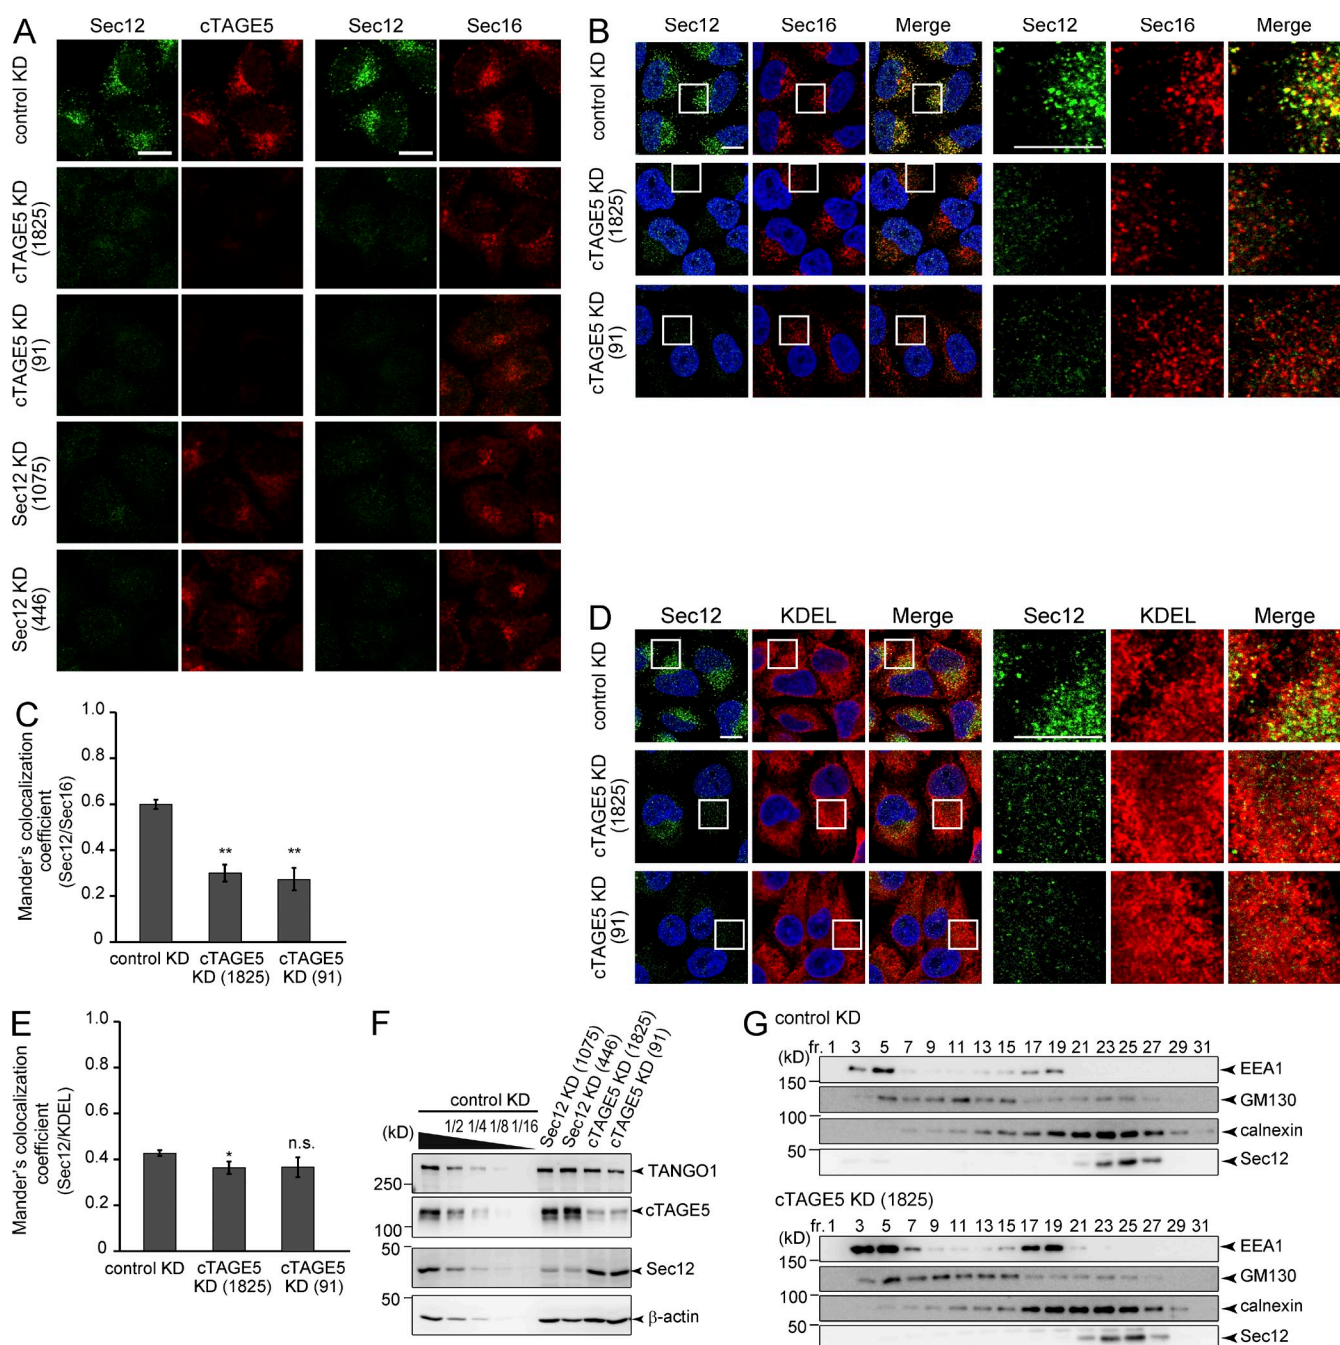 A
Sec12 cTAGE5 Sec12 Sec16
control KD
cTAGE5 KD
(1825)
cTAGE5 KD
(91)
Sec12 KD
(1075)
Sec12 KD
(446)
B
Sec12 Sec16 Merge Sec12 Sec16 Merge
control KD
cTAGE5 KD
(1825)
cTAGE5 KD
(91)
C
Mander's colocalization
coefficient
(Sec12/Sec16)
1.0
0.8
0.6
0.4
0.2
0
** **
control KD cTAGE5 cTAGE5
KD (1825) KD (91)
D
Sec12 KDEL Merge Sec12 KDEL Merge
control KD
cTAGE5 KD
(1825)
cTAGE5 KD
(91)
E
Mander's colocalization
coefficient
(Sec12/KDEL)
1.0
0.8
0.6
0.4
0.2
0
* n.s.
control KD cTAGE5 cTAGE5
KD (1825) KD (91)
F
control KD
Sec12 KD (1075)
Sec12 KD (446)
cTAGE5 KD (1825)
cTAGE5 KD (91)
(kD) 1/2 1/4 1/8 1/16
TANGO1
250
cTAGE5
100
50
Sec12
50
β-actin
G
control KD
fr. 1 3 5 7 9 11 13 15 17 19 21 23 25 27 29 31
(kD)
EEA1
150
GM130
100
calnexin
50
Sec12
cTAGE5 KD (1825)
fr. 1 3 5 7 9 11 13 15 17 19 21 23 25 27 29 31
(kD)
EEA1
150
GM130
100
calnexin
50
Sec12